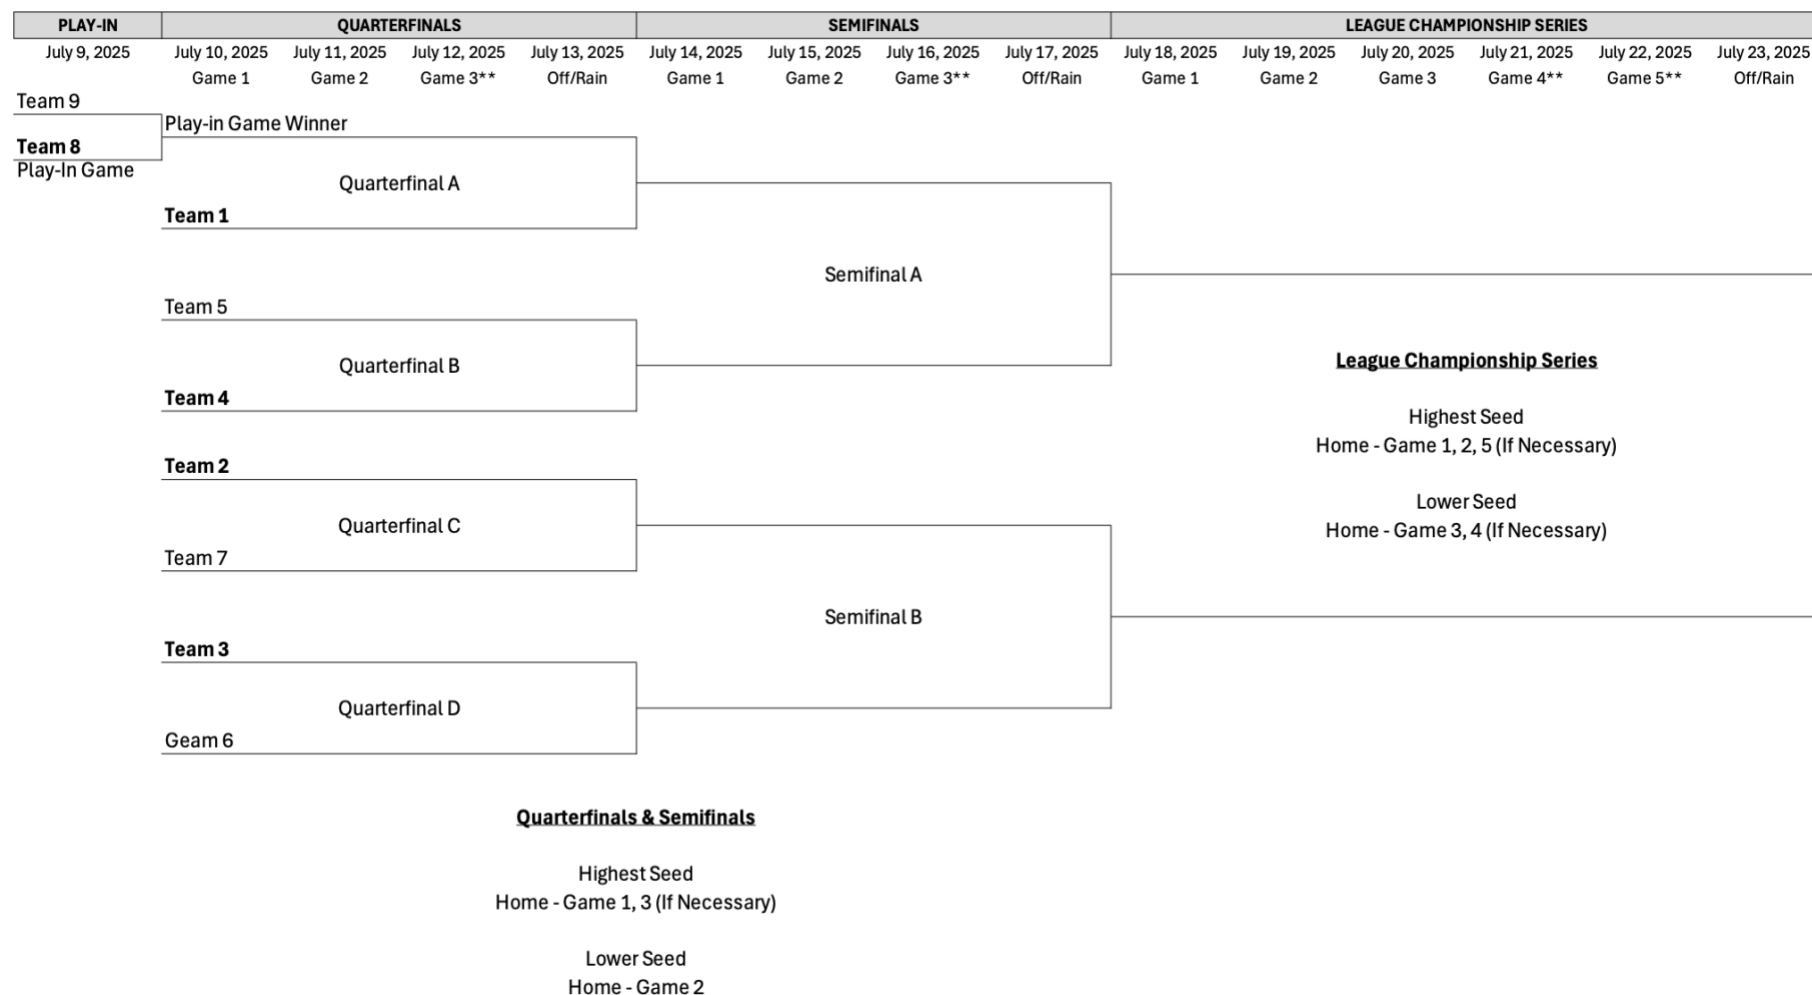 PLAY-IN QUARTERFINALS SEMIFINALS LEAGUE CHAMPIONSHIP SERIES
July 9, 2025 July 10, 2025 July 11, 2025 July 12, 2025 July 13, 2025 July 14, 2025 July 15, 2025 July 16, 2025 July 17, 2025 July 18, 2025 July 19, 2025 July 20, 2025 July 21, 2025 July 22, 2025 July 23, 2025
Game 1 Game 2 Game 3** Off/Rain Game 1 Game 2 Game 3** Off/Rain Game 1 Game 2 Game 3 Game 4** Game 5** Off/Rain
Team 9
Play-in Game Winner
Team 8
Play-In Game
Quarterfinal A
Team 1
Semifinal A
Team 5
Quarterfinal B
Team 4
League Championship Series
Highest Seed
Home - Game 1, 2, 5 (If Necessary)
Lower Seed
Home - Game 3, 4 (If Necessary)
Team 2
Quarterfinal C
Team 7
Semifinal B
Team 3
Quarterfinal D
Geam 6
Quarterfinals & Semifinals
Highest Seed
Home - Game 1, 3 (If Necessary)
Lower Seed
Home - Game 2